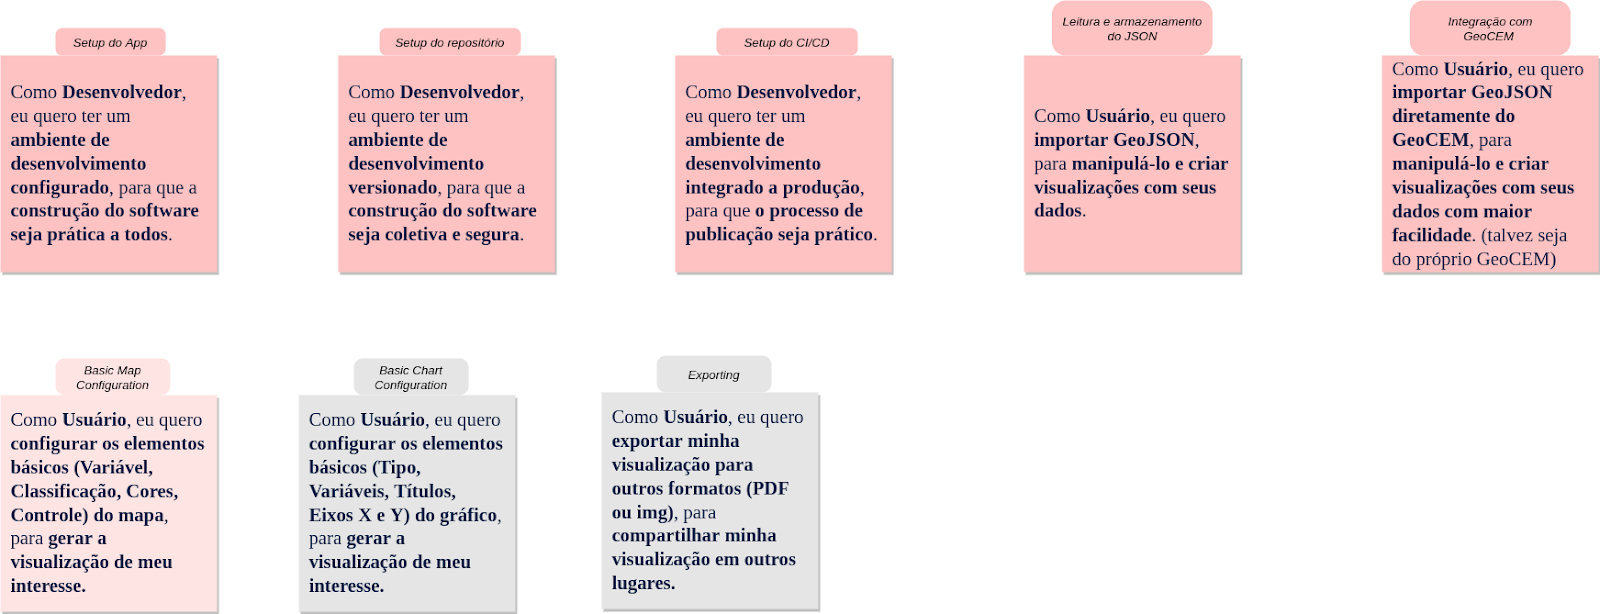 Setup do App
Como Desenvolvedor,
eu quero ter um
ambiente de
desenvolvimento
configurado, para que a
construção do software
seja prática a todos.
Setup do repositório
Como Desenvolvedor,
eu quero ter um
ambiente de
desenvolvimento
versionado, para que a
construção do software
seja coletiva e segura.
Setup do CI/CD
Como Desenvolvedor,
eu quero ter um
ambiente de
desenvolvimento
integrado a produção,
para que o processo de
publicação seja prático.
Leitura e armazenamento
do JSON
Como Usuário, eu quero
importar GeoJSON,
para manipulá-lo e criar
visualizações com seus
dados.
Integração com
GeoCEM
Como Usuário, eu quero
importar GeoJSON
diretamente do
GeoCEM, para
manipulá-lo e criar
visualizações com seus
dados com maior
facilidade. (talvez seja
do próprio GeoCEM)
Basic Map
Configuration
Como Usuário, eu quero
configurar os elementos
básicos (Variável,
Classificação, Cores,
Controle) do mapa,
para gerar a
visualização de meu
interesse.
Basic Chart
Configuration
Como Usuário, eu quero
configurar os elementos
básicos (Tipo,
Variáveis, Títulos,
Eixos X e Y) do gráfico,
para gerar a
visualização de meu
interesse.
Exporting
Como Usuário, eu quero
exportar minha
visualização para
outros formatos (PDF
ou img), para
compartilhar minha
visualização em outros
lugares.